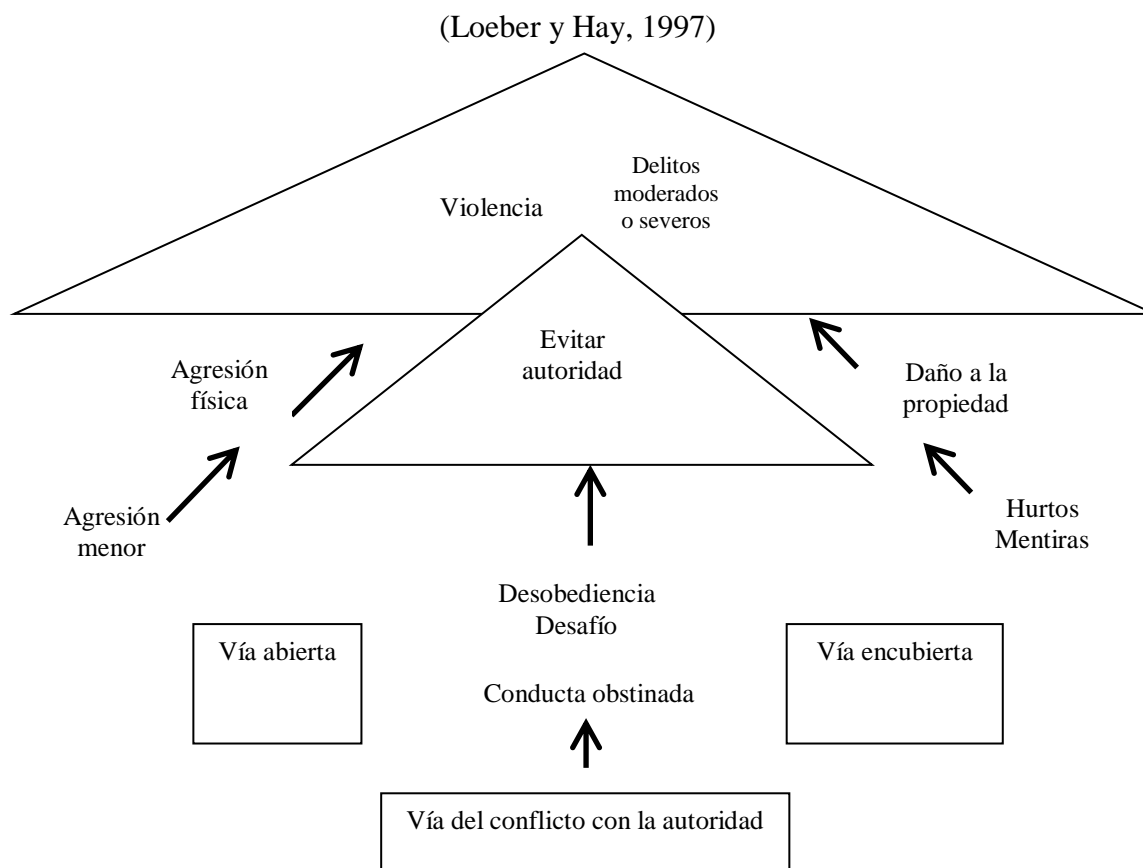 (Loeber y Hay, 1997)
Delitos
moderados
o severos
Violencia
Evitar
autoridad
Agresión
física
Daño a la
propiedad
Agresión
menor
Hurtos
Mentiras
Desobediencia
Desafío
Vía abierta
Vía encubierta
Conducta obstinada
Vía del conflicto con la autoridad